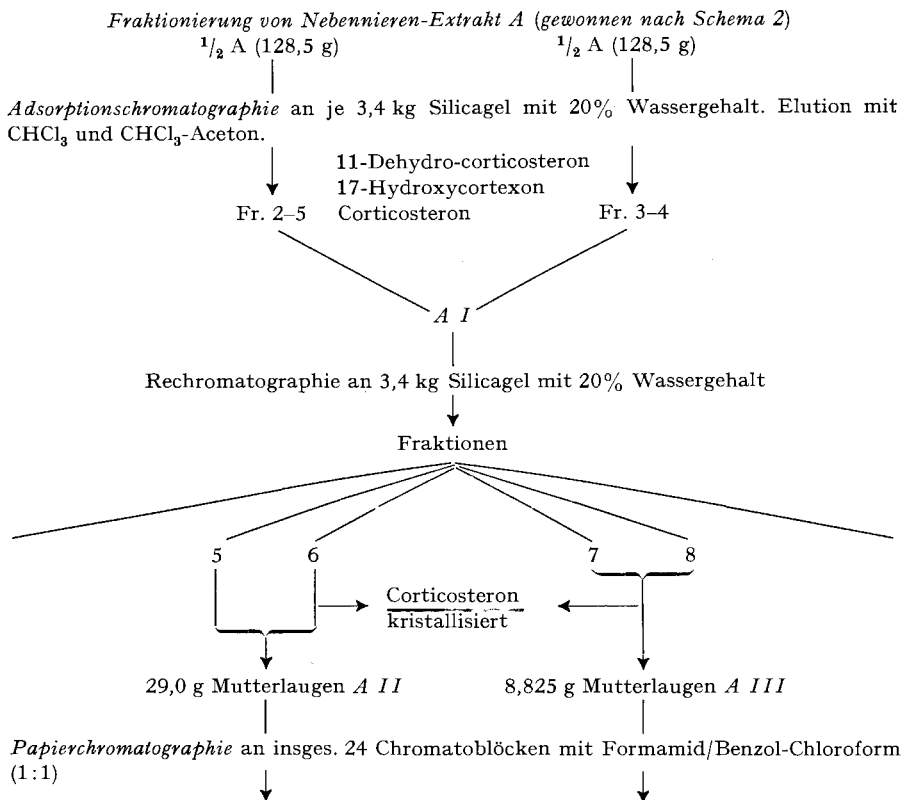 Fraktionierung von Nebennieren-Extrakt A (gewonnen nach Schema 2)
1/2 A (128,5 g) 1/2 A (128,5 g)
Adsorptionschromatographie an je 3,4 kg Silicagel mit 20% Wassergehalt. Elution mit
CHCl3 und CHCl3-Aceton.
11-Dehydro-corticosteron
17-Hydroxycortexon
Fr. 2–5 Corticosteron Fr. 3–4
A I
Rechromatographie an 3,4 kg Silicagel mit 20% Wassergehalt
Fraktionen
5 6 7 8
Corticosteron
kristallisiert
29,0 g Mutterlaugen A II 8,825 g Mutterlaugen A III
Papierchromatographie an insges. 24 Chromatoblöcken mit Formamid/Benzol-Chloroform
(1:1)